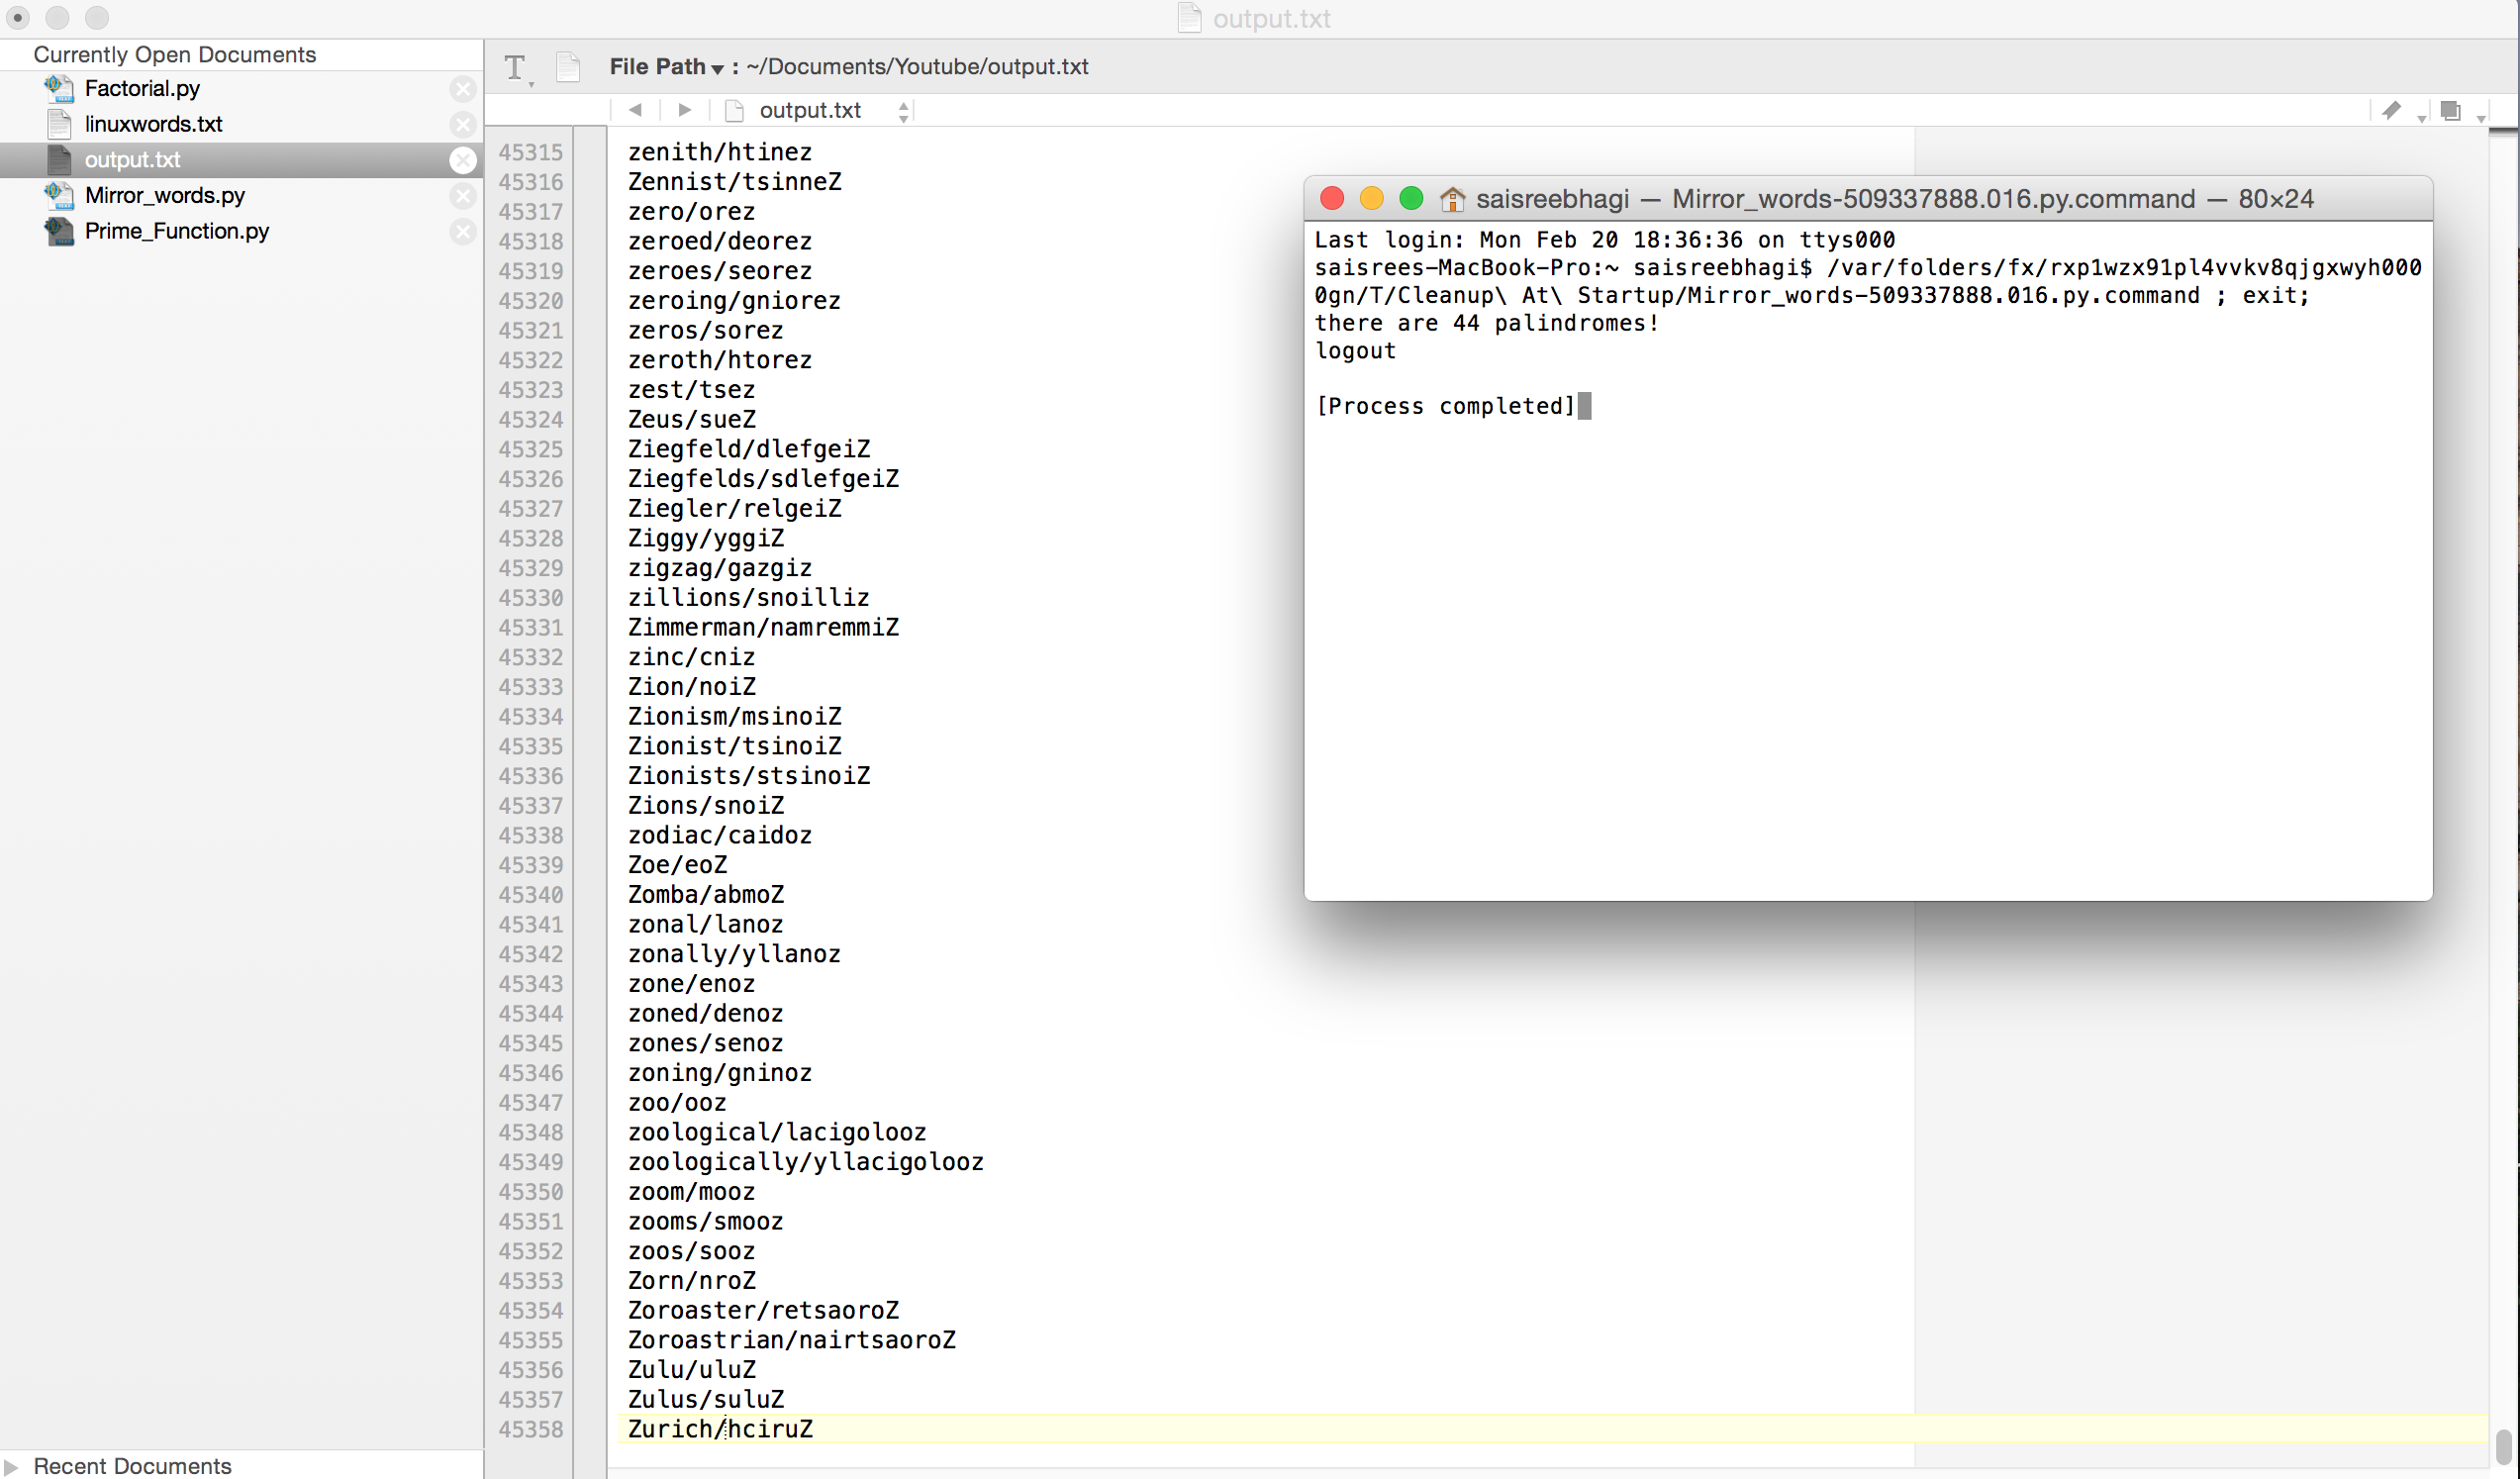 output.txt
Currently Open Documents
Factorial.py
linuxwords.txt
output.txt
Mirror_words.py
Prime_Function.py
Recent Documents
T File Path : ~/Documents/Youtube/output.txt
output.txt
45315 zenith/htinez
45316 Zennist/tsinneZ
45317 zero/orez
45318 zeroed/deorez
45319 zeroes/seorez
45320 zeroing/gniorez
45321 zeros/sorez
45322 zeroth/htorez
45323 zest/tsez
45324 Zeus/sueZ
45325 Ziegfeld/dlefgeiZ
45326 Ziegfelds/sdlefgeiZ
45327 Ziegler/relgeiZ
45328 Ziggy/yggiZ
45329 zigzag/gazgiz
45330 zillions/snoilliz
45331 Zimmerman/namremmiZ
45332 zinc/cniz
45333 Zion/noiZ
45334 Zionism/msinoiZ
45335 Zionist/tsinoiZ
45336 Zionists/stsinoiZ
45337 Zions/snoiZ
45338 zodiac/caidoz
45339 Zoe/eoZ
45340 Zomba/abmoZ
45341 zonal/lanoz
45342 zonally/yllanoz
45343 zone/enoz
45344 zoned/denoz
45345 zones/senoz
45346 zoning/gninoz
45347 zoo/ooz
45348 zoological/lacigolooz
45349 zoologically/yllacigolooz
45350 zoom/mooz
45351 zooms/smooz
45352 zoos/sooz
45353 Zorn/nroZ
45354 Zoroaster/retsaoroZ
45355 Zoroastrian/nairtsaoroZ
45356 Zulu/uluZ
45357 Zulus/suluZ
45358 Zurich/hciruZ
saisreebhagi — Mirror_words-509337888.016.py.command — 80×24
Last login: Mon Feb 20 18:36:36 on ttys000
saisrees-MacBook-Pro:~ saisreebhagi$ /var/folders/fx/rxp1wzx91pl4vvkv8qjgxwyh000
0gn/T/Cleanup\ At\ Startup/Mirror_words-509337888.016.py.command ; exit;
there are 44 palindromes!
logout
[Process completed]